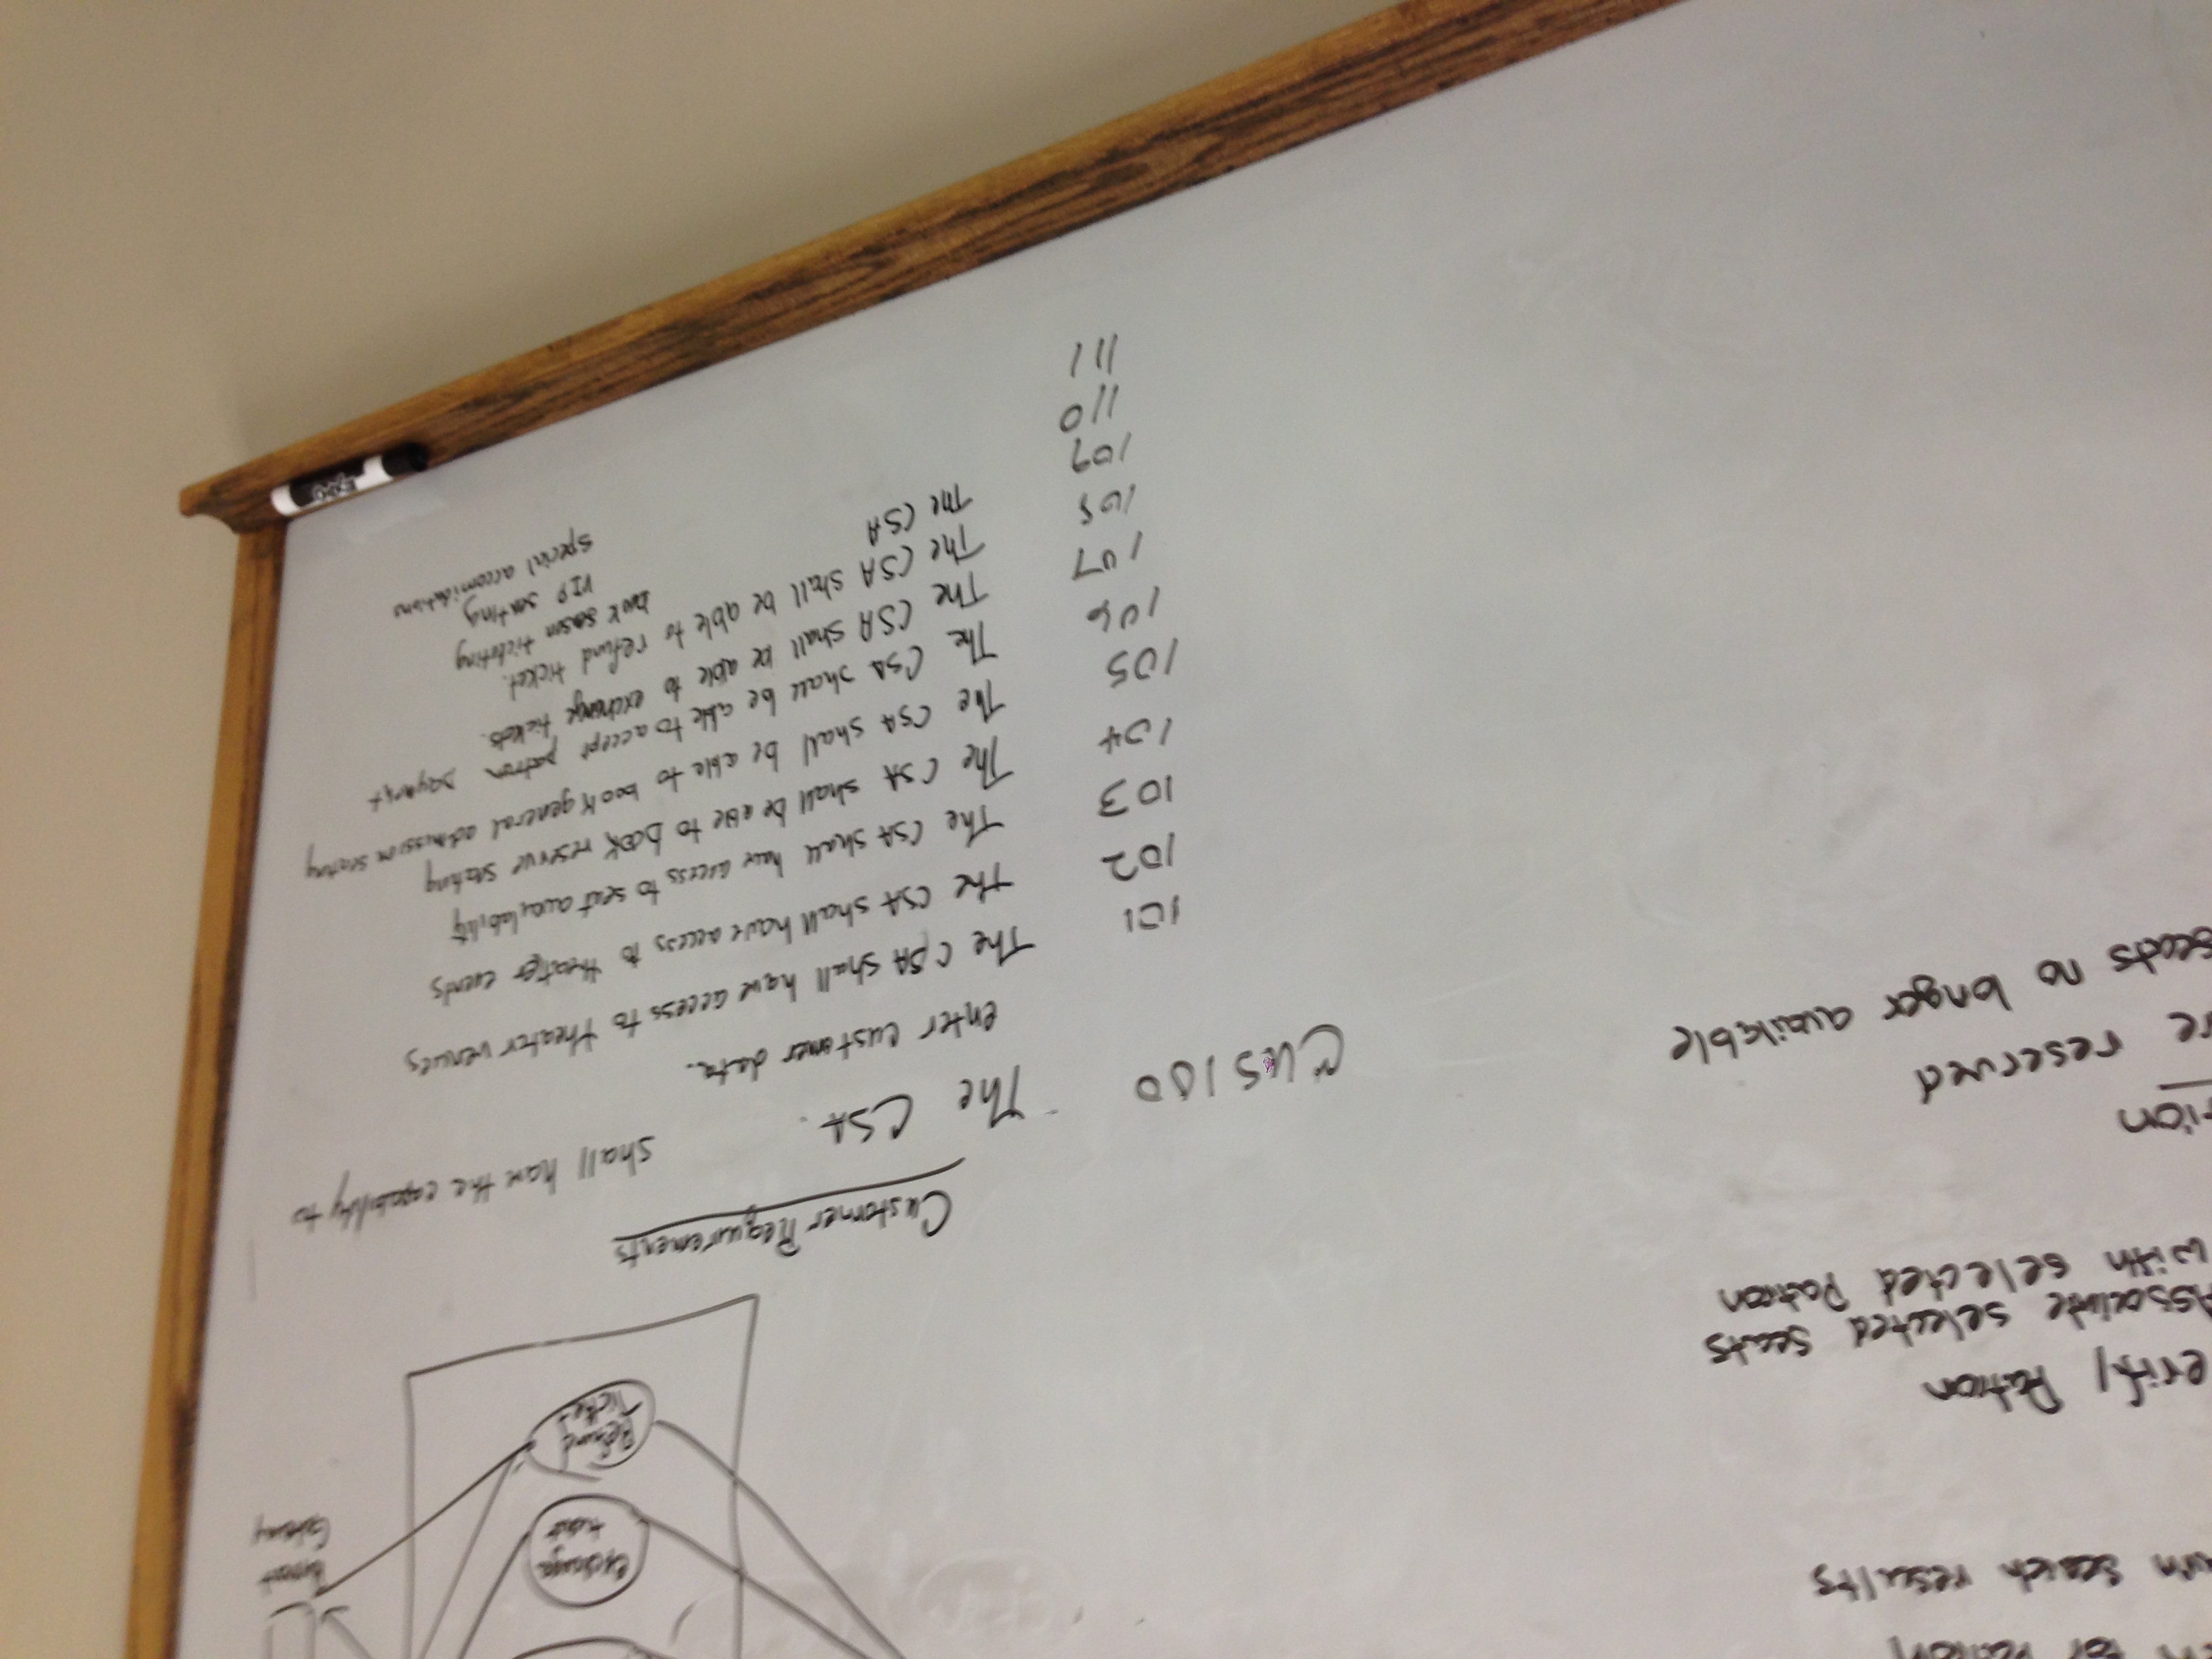 for Patron
search results
erify Patron
Associate selected seats
with selected Patron
tion
re reserved
seats no longer available
exchange
ticket
Refund
Ticket
Gateway
Customer Requirements
CUS100 The CSA. shall have the capability to
enter customer data.
101 The CSA shall have access to theater venues
102 The CSA shall have access to theater events
103 The CSA shall have access to seat availability
104 The CSA shall be able to book reserve seating
105 The CSA shall be able to book general admission seating
106 The CSA shall be able to accept patron payment
107 The CSA shall be able to exchange tickets.
108 The CSA shall be able to refund ticket.
109 The CSA book season ticketing
110 VIP seating
111 special accomidations
EXPO